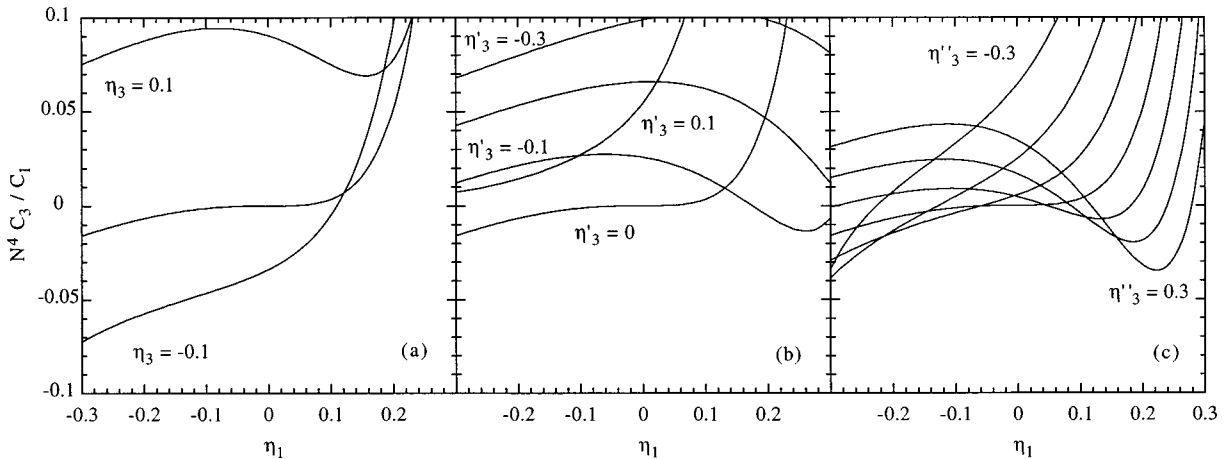 0.1
0.05
0
-0.05
-0.1
N⁴ C₃ / C₁
η₃ = 0.1
η₃ = -0.1
(a)
-0.3 -0.2 -0.1 0 0.1 0.2
η₁
η'₃ = -0.3
η'₃ = 0.1
η'₃ = -0.1
η'₃ = 0
(b)
-0.2 -0.1 0 0.1 0.2
η₁
η''₃ = -0.3
η''₃ = 0.3
(c)
-0.2 -0.1 0 0.1 0.2 0.3
η₁